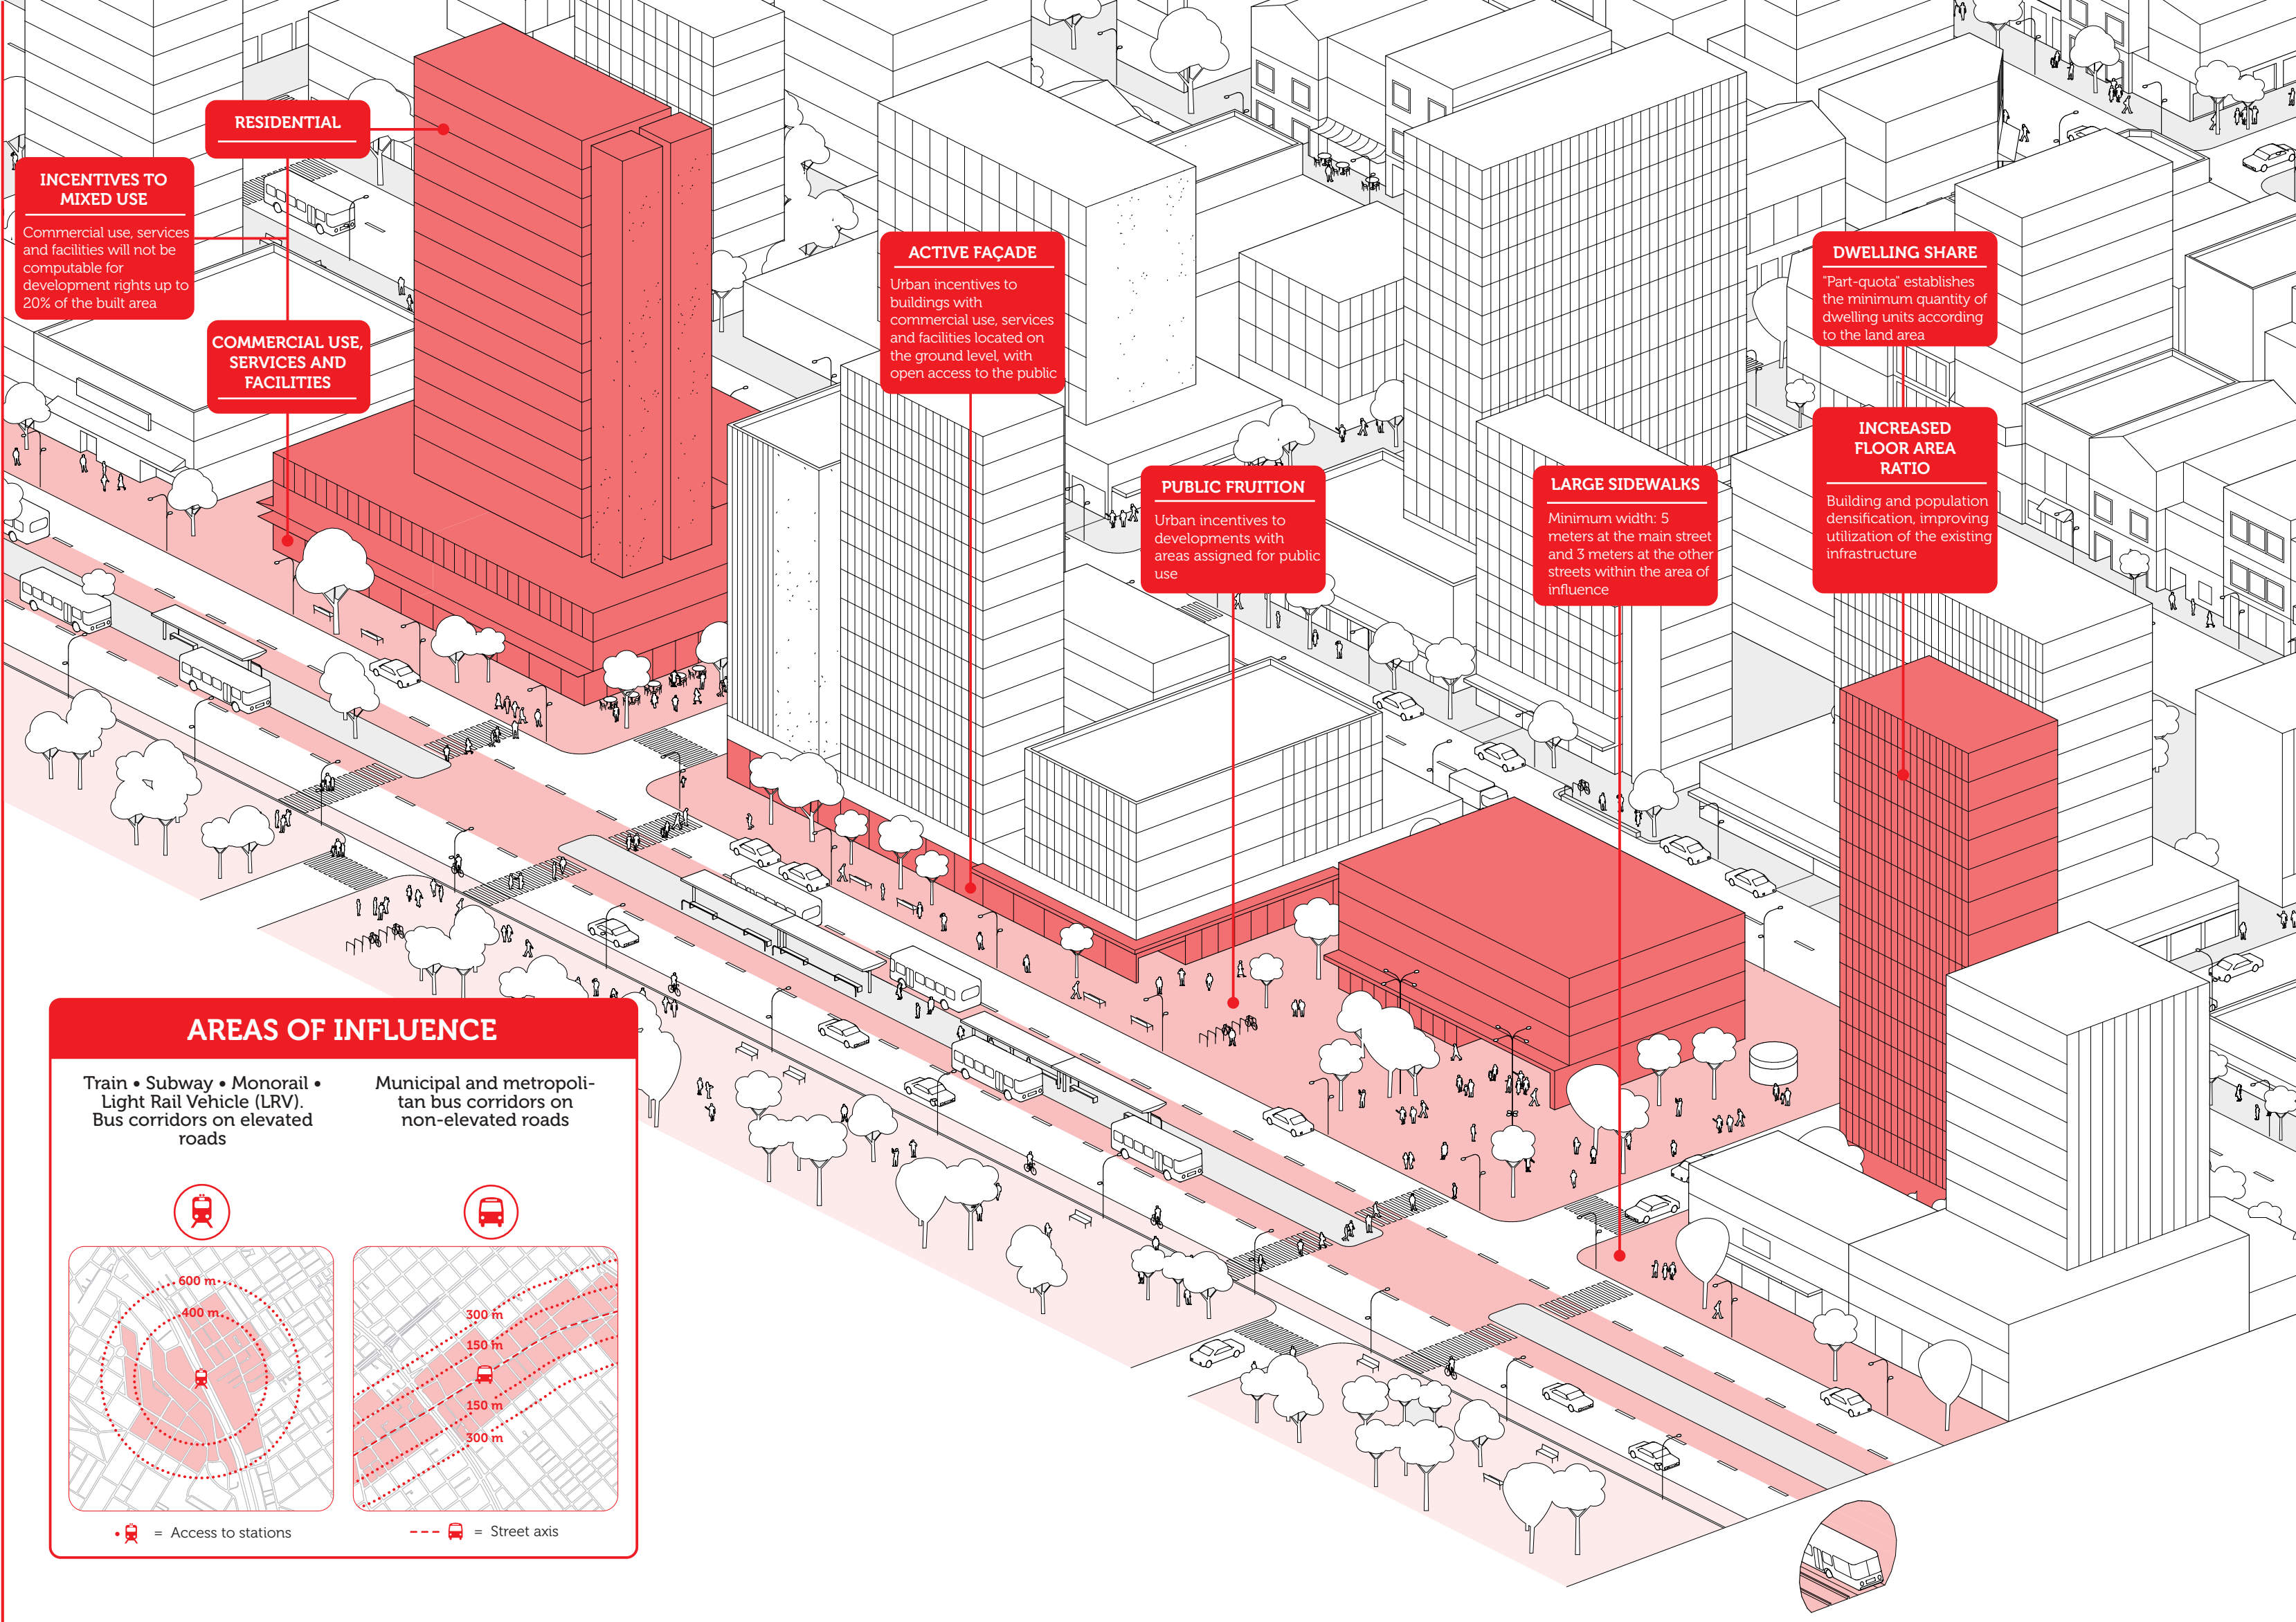 RESIDENTIAL
INCENTIVES TO
MIXED USE
Commercial use, services
and facilities will not be
computable for
development rights up to
20% of the built area
COMMERCIAL USE,
SERVICES AND
FACILITIES
ACTIVE FAÇADE
Urban incentives to
buildings with
commercial use, services
and facilities located on
the ground level, with
open access to the public
PUBLIC FRUITION
Urban incentives to
developments with
areas assigned for public
use
LARGE SIDEWALKS
Minimum width: 5
meters at the main street
and 3 meters at the other
streets within the area of
influence
DWELLING SHARE
"Part-quota" establishes
the minimum quantity of
dwelling units according
to the land area
INCREASED
FLOOR AREA
RATIO
Building and population
densification, improving
utilization of the existing
infrastructure
AREAS OF INFLUENCE
Train • Subway • Monorail •
Light Rail Vehicle (LRV).
Bus corridors on elevated
roads
600 m
400 m
= Access to stations
Municipal and metropoli-
tan bus corridors on
non-elevated roads
300 m
150 m
150 m
300 m
= Street axis